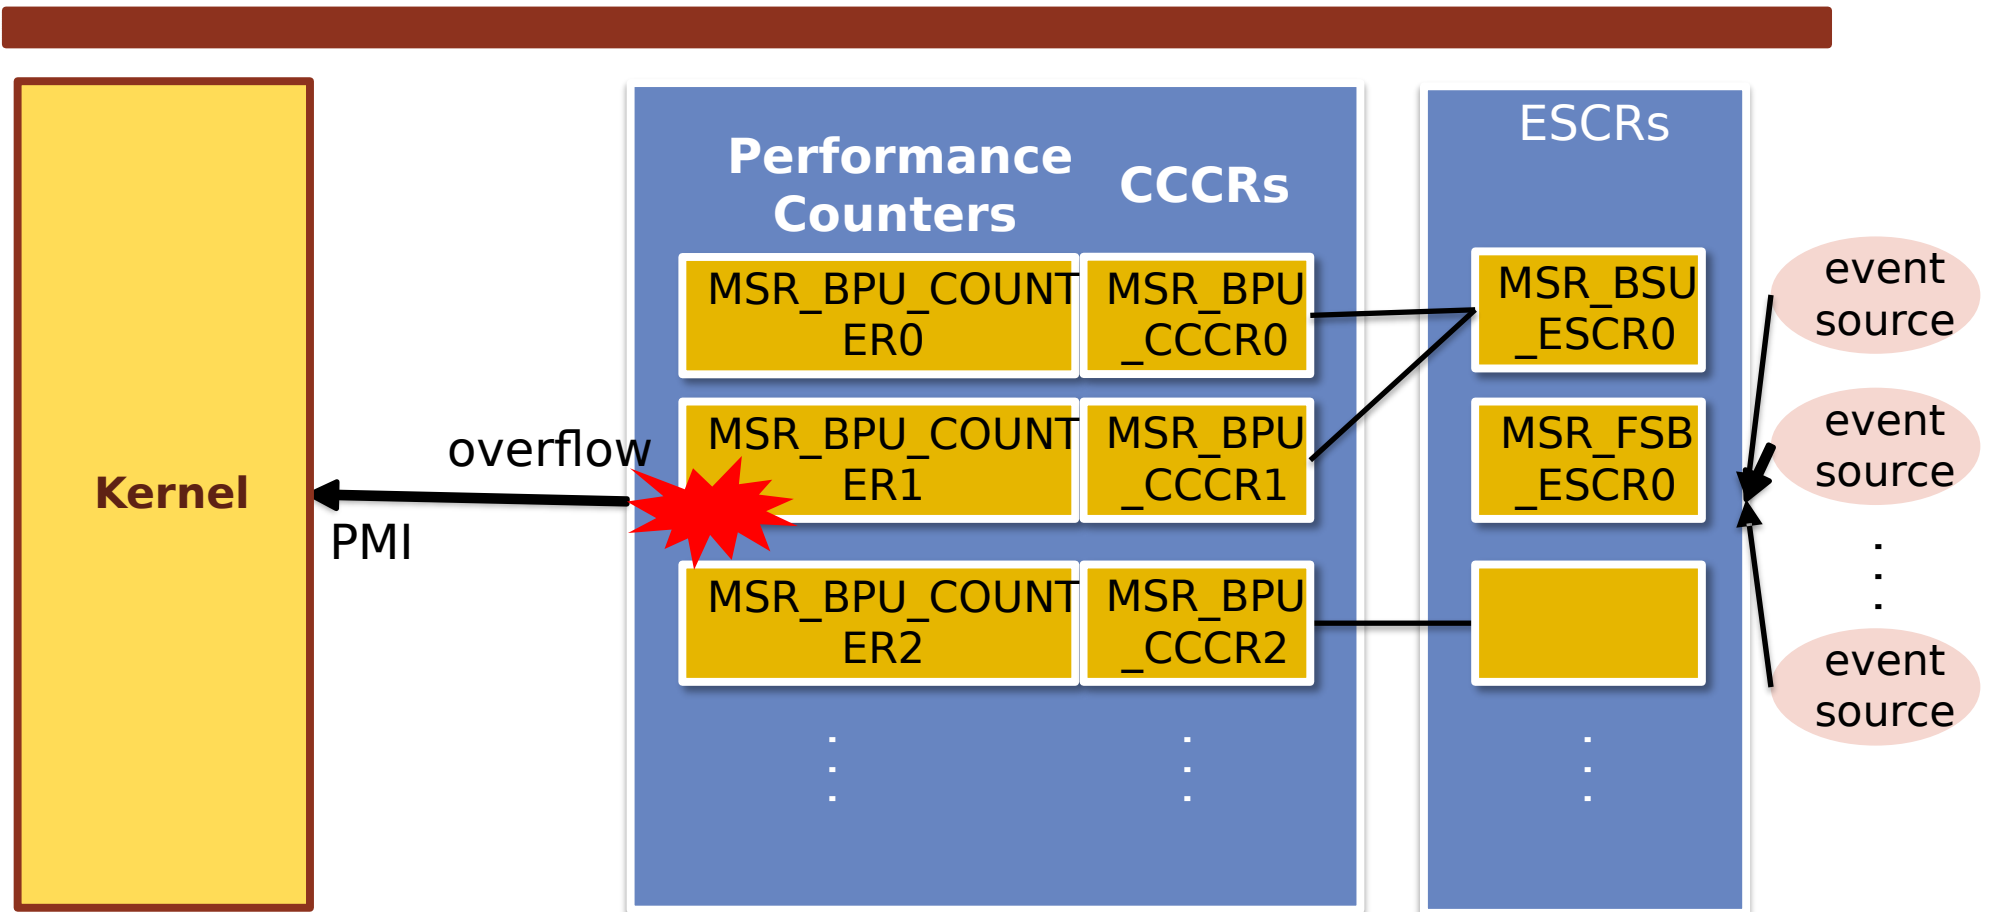 Performance
Counters
CCCRs
ESCRs
MSR_BPU_COUNT
ER0
MSR_BPU
_CCCR0
MSR_BSU
_ESCR0
event
source
MSR_BPU_COUNT
ER1
MSR_BPU
_CCCR1
MSR_FSB
_ESCR0
event
source
overflow
Kernel
PMI
MSR_BPU_COUNT
ER2
MSR_BPU
_CCCR2
event
source